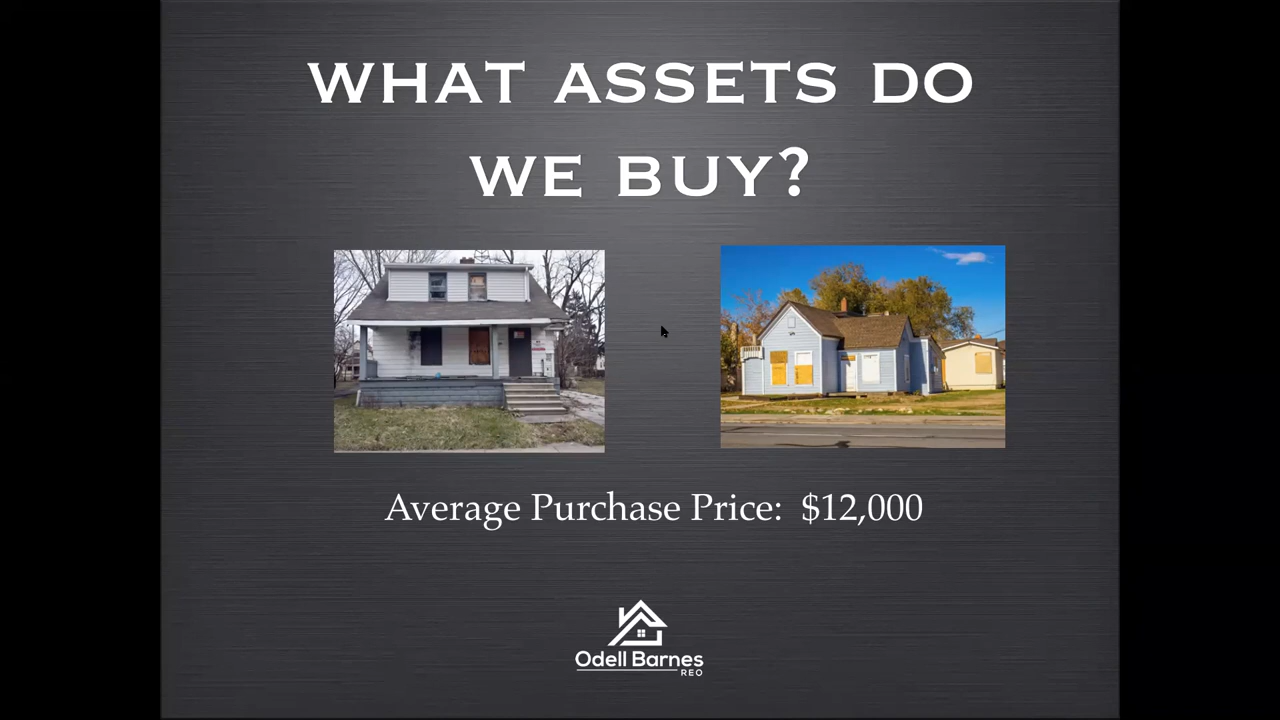 WHAT ASSETS DO
WE BUY?
Average Purchase Price: $12,000
Odell Barnes
REO